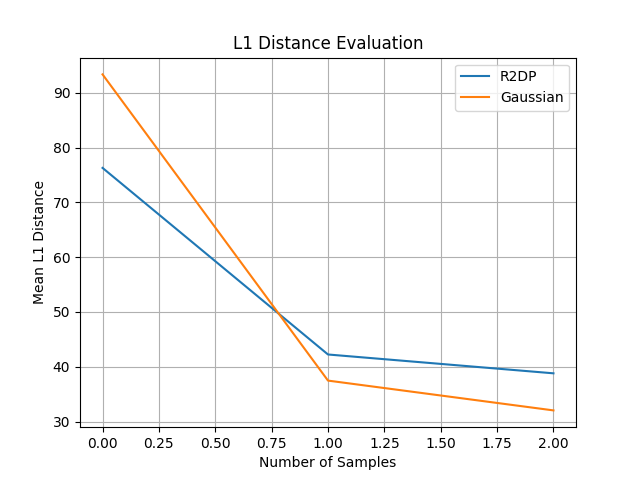 L1 Distance Evaluation
R2DP
Gaussian
Mean L1 Distance
90
80
70
60
50
40
30
0.00 0.25 0.50 0.75 1.00 1.25 1.50 1.75 2.00
Number of Samples